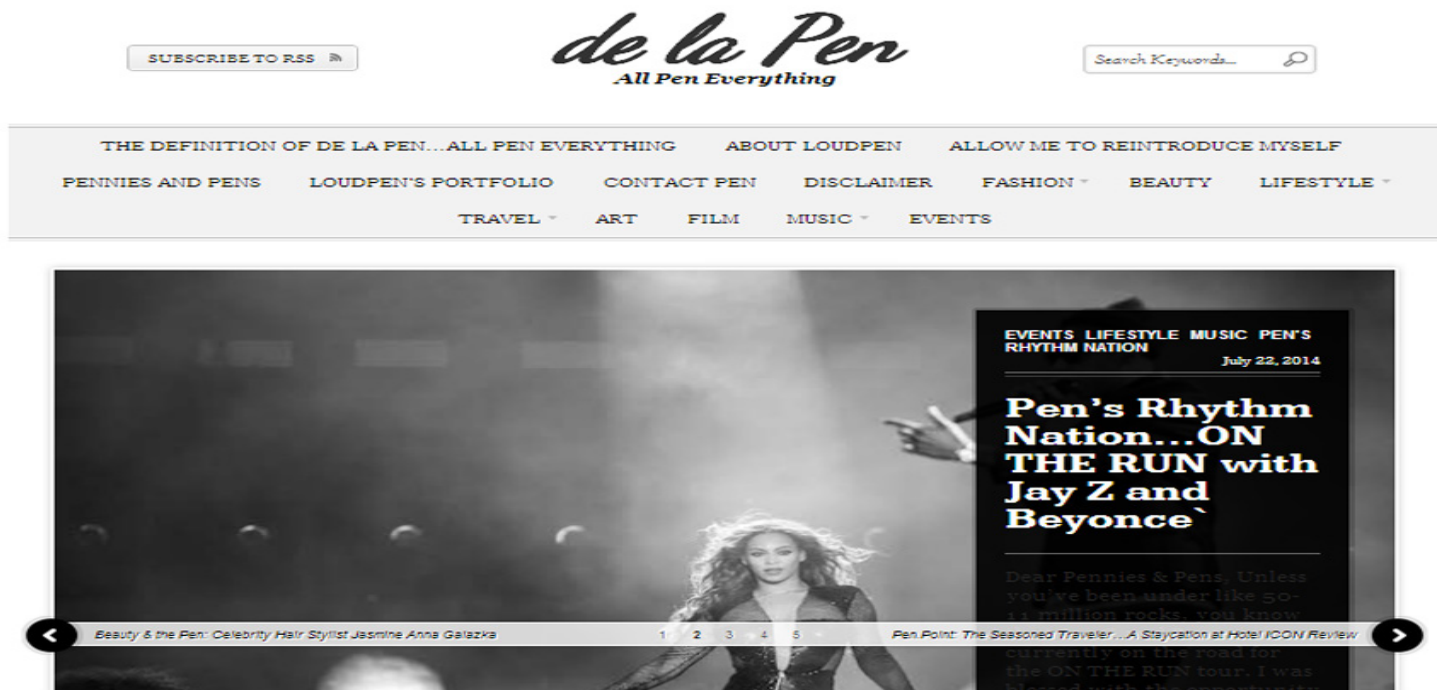 de la Pen
SUBSCRIBE TO RSS
Search Keywords...
All Pen Everything
THE DEFINITION OF DE LA PEN...ALL PEN EVERYTHING ABOUT LOUDPEN ALLOW ME TO REINTRODUCE MYSELF
PENNIES AND PENS LOUDPEN'S PORTFOLIO CONTACT PEN DISCLAIMER FASHION BEAUTY LIFESTYLE
TRAVEL ART FILM MUSIC EVENTS
EVENTS LIFESTYLE MUSIC PEN'S
RHYTHM NATION
July 22, 2014
Pen's Rhythm
Nation...ON
THE RUN with
Jay Z and
Beyonce`
Dear Pennies & Pens, Unless
you've been under like 50-
11 million rocks, you know
Beauty & the Pen: Celebrity Hair Stylist Jasmine Anna Galazka 1 2 3 4 5 Pen Point: The Seasoned Traveler...A Staycation at Hotel ICON Review
currently on the road for
the ON THE RUN tour. I was